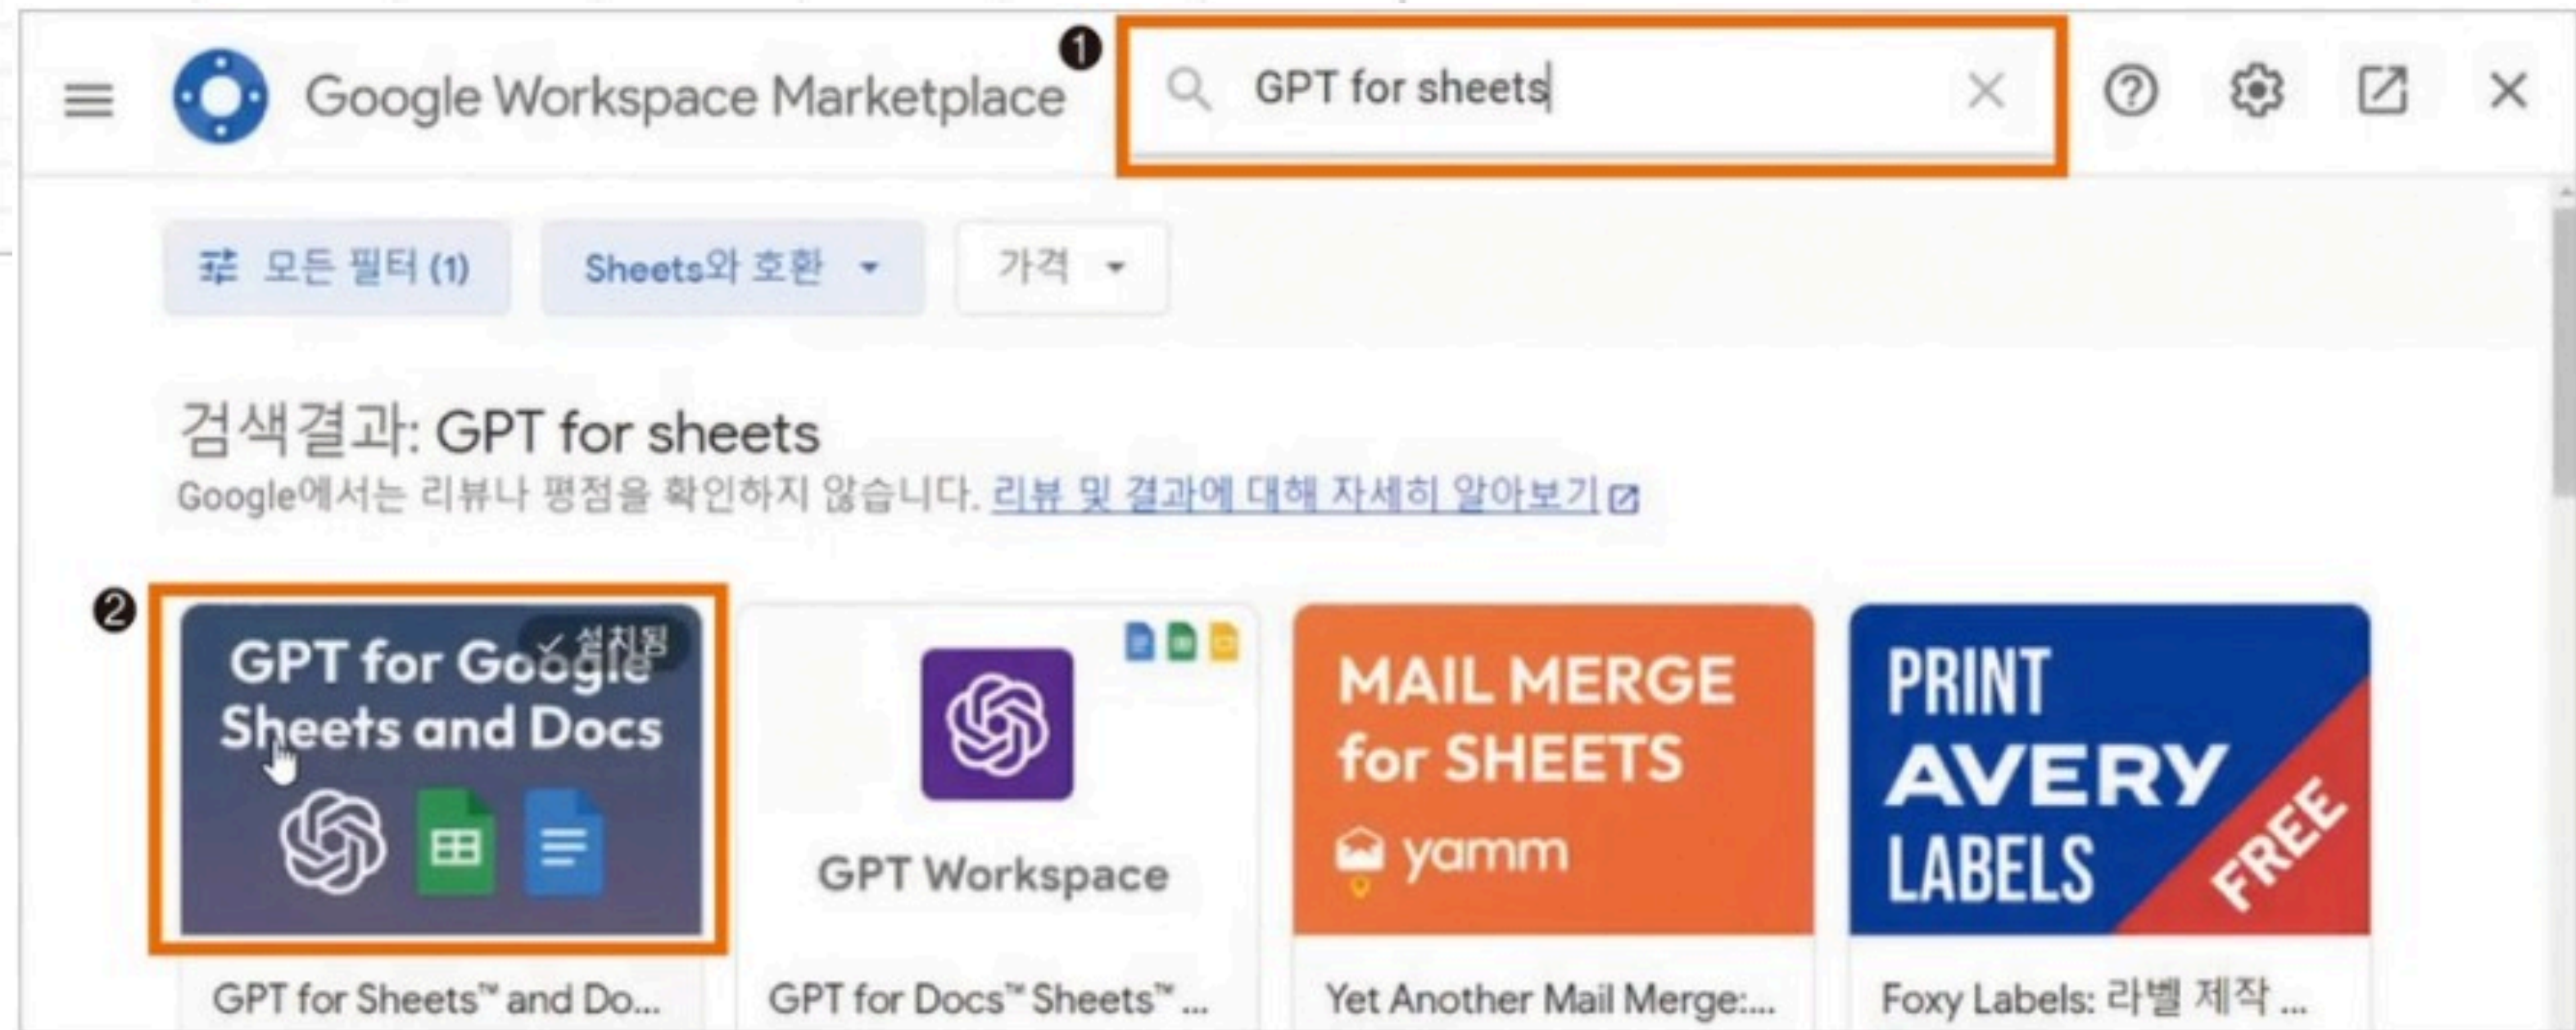 ❶
Google Workspace Marketplace
GPT for sheets
모든 필터 (1)
Sheets와 호환
가격
검색결과: GPT for sheets
Google에서는 리뷰나 평점을 확인하지 않습니다. 리뷰 및 결과에 대해 자세히 알아보기
❷
설치됨
GPT for Google
Sheets and Docs
GPT for Sheets™ and Do...
GPT Workspace
GPT for Docs™ Sheets™ ...
MAIL MERGE
for SHEETS
yamm
Yet Another Mail Merge:...
PRINT
AVERY
LABELS
FREE
Foxy Labels: 라벨 제작 ...